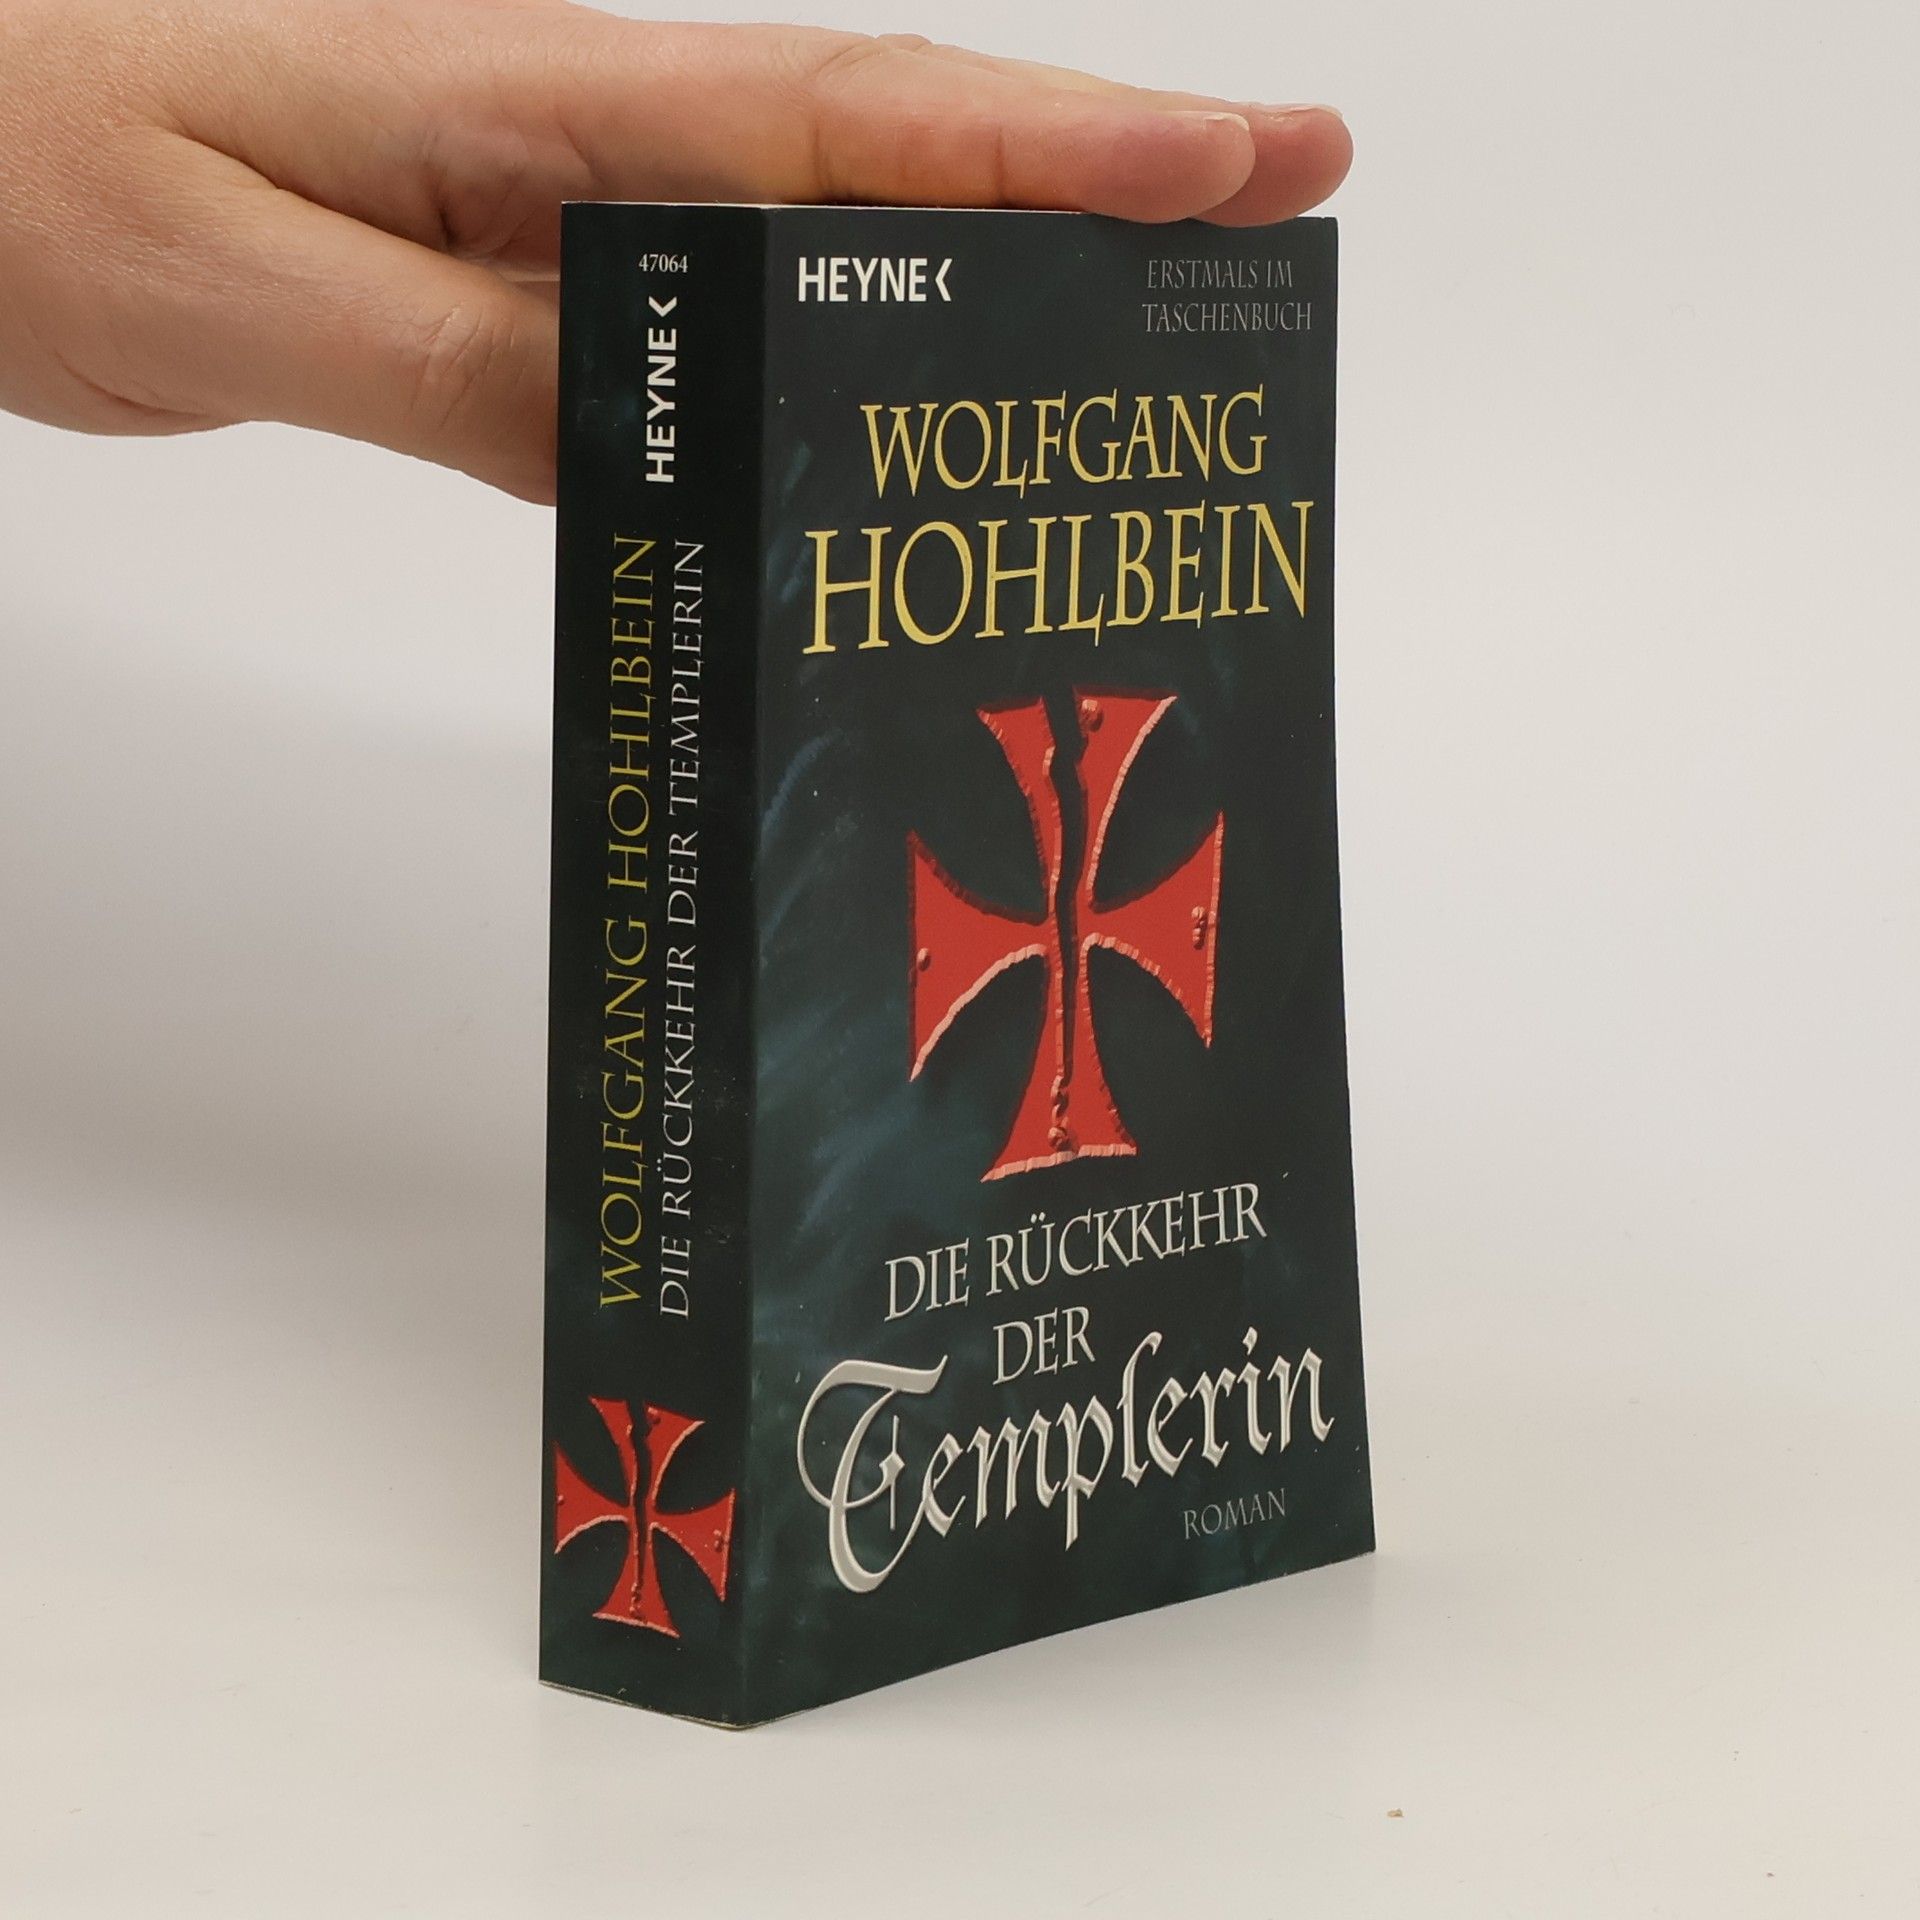 47064
HEYNE
WOLFGANG HOHLBEIN
DIE RÜCKKEHR DER TEMPLERIN
HEYNE
ERSTMALS IM
TASCHENBUCH
WOLFGANG
HOHLBEIN
DIE RÜCKKEHR
DER
Templerin
ROMAN